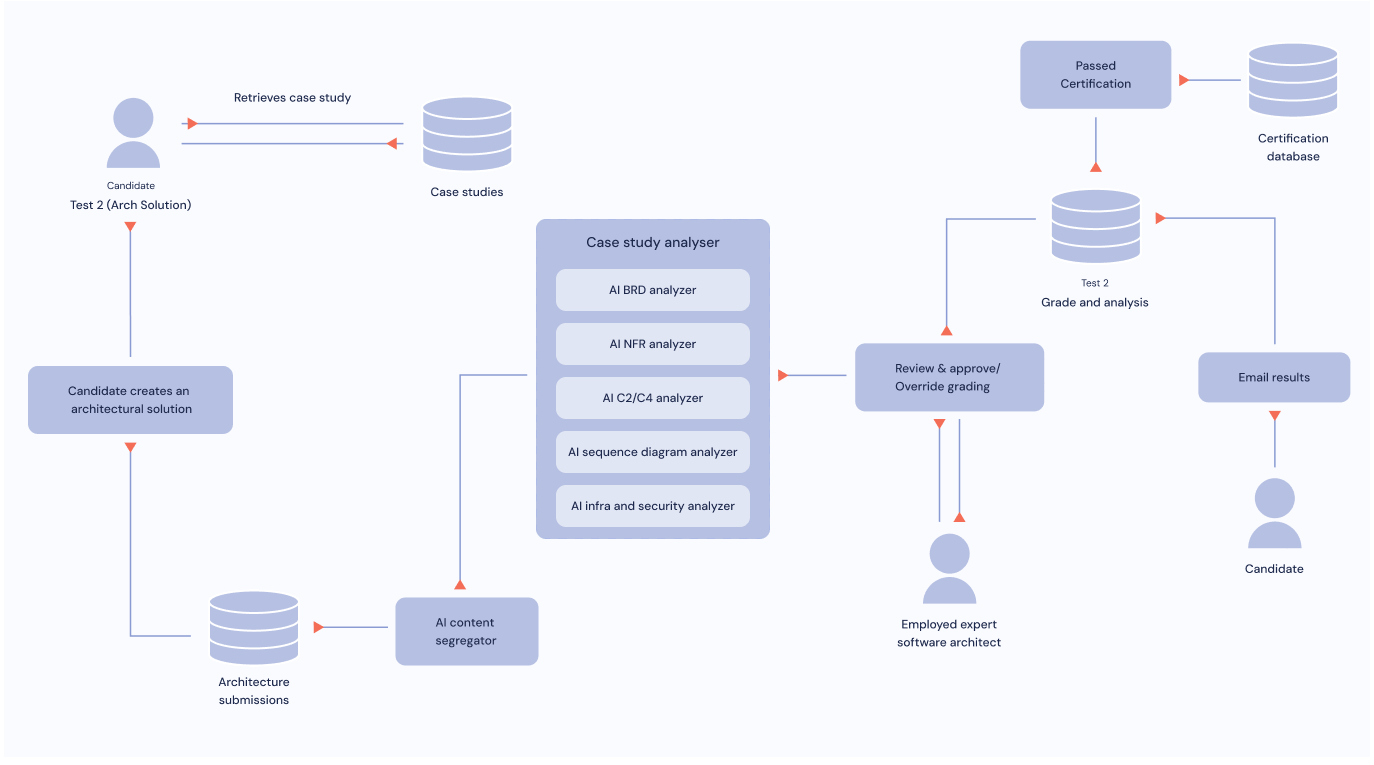 Retrieves case study
Candidate
Test 2 (Arch Solution)
Case studies
Candidate creates an
architectural solution
Architecture
submissions
AI content
segregator
Case study analyser
AI BRD analyzer
AI NFR analyzer
AI C2/C4 analyzer
AI sequence diagram analyzer
AI infra and security analyzer
Review & approve/
Override grading
Employed expert
software architect
Test 2
Grade and analysis
Passed
Certification
Certification
database
Email results
Candidate